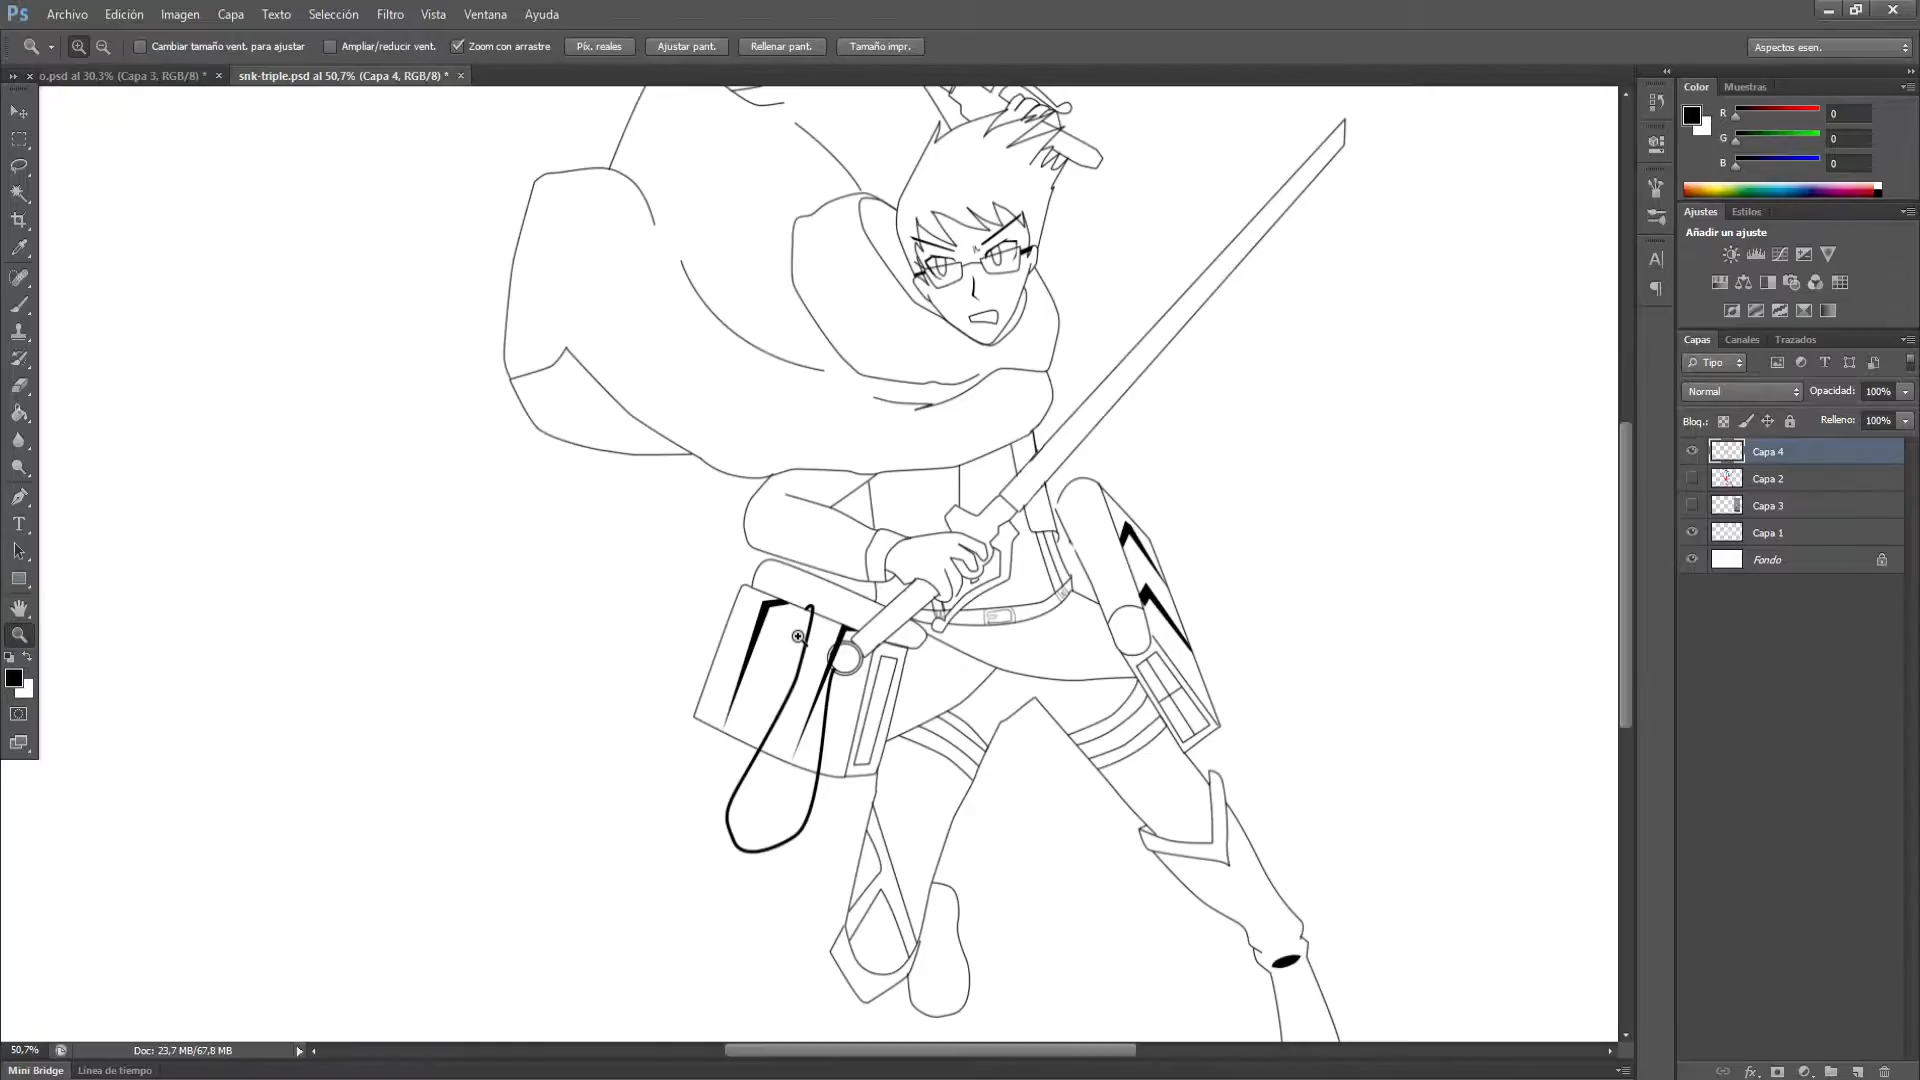 Ps Archivo Edición Imagen Capa Texto Selección Filtro Vista Ventana Ayuda
Cambiar tamaño vent. para ajustar Ampliar/reducir vent. Zoom con arrastre Píx. reales Ajustar pant. Rellenar pant. Tamaño impr. Aspectos esen.
o.psd al 30.3% (Capa 3, RGB/8) * snk-triple.psd al 50,7% (Capa 4, RGB/8) *
Color Muestras
R 0
G 0
B 0
Ajustes Estilos
Añadir un ajuste
Capas Canales Trazados
Tipo
Normal Opacidad: 100%
Bloq.: Relleno: 100%
Capa 4
Capa 2
Capa 3
Capa 1
Fondo
50,7% Doc: 23,7 MB/67,8 MB
Mini Bridge Línea de tiempo